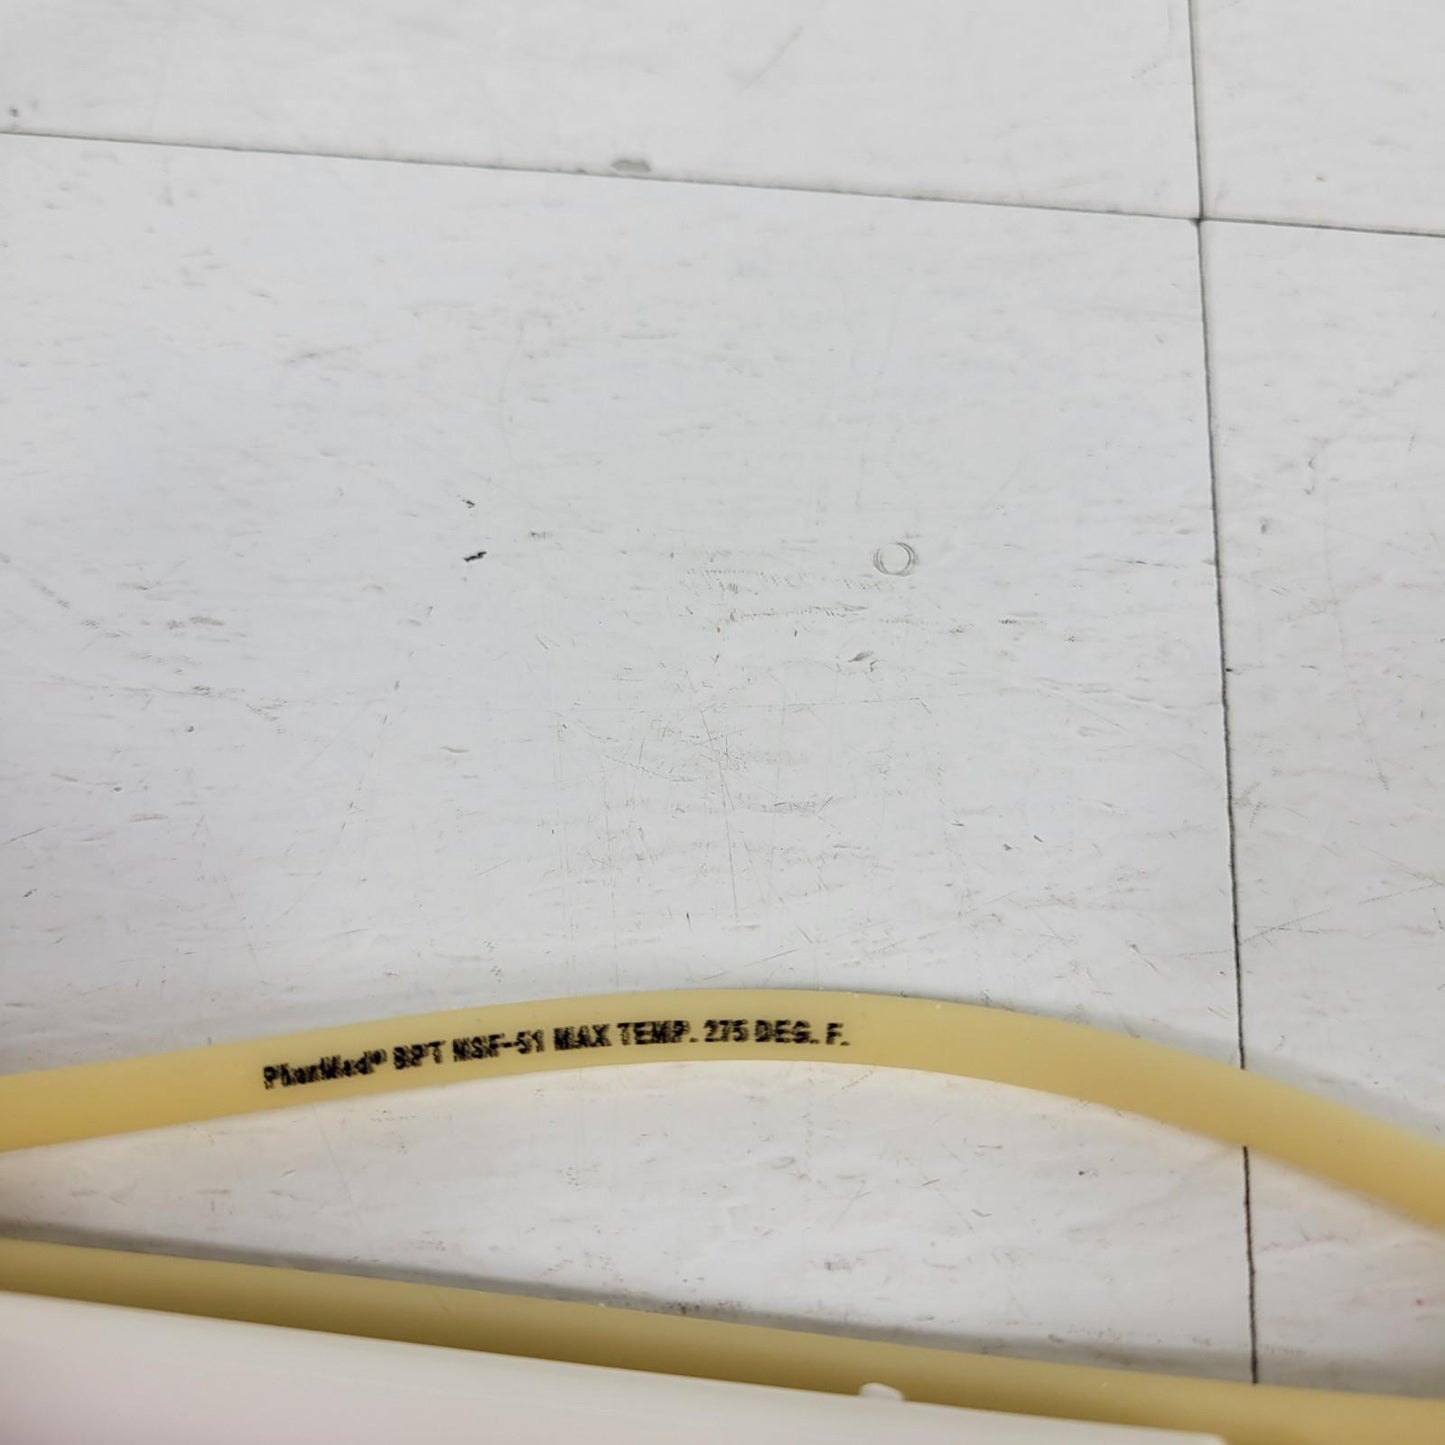 PharMed® BPT NSF-51 MAX TEMP. 275 DEG. F.